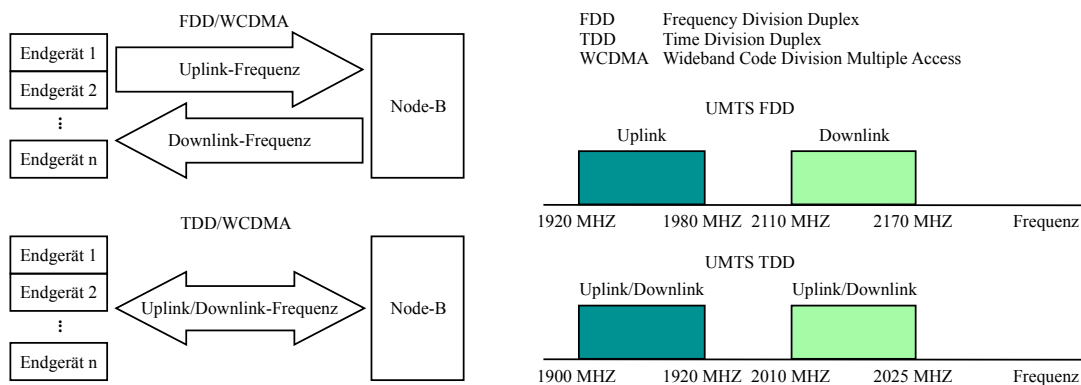 FDD/WCDMA
Endgerät 1
Endgerät 2
Endgerät n
Uplink-Frequenz
Downlink-Frequenz
Node-B
TDD/WCDMA
Endgerät 1
Endgerät 2
Endgerät n
Uplink/Downlink-Frequenz
Node-B
FDD Frequency Division Duplex
TDD Time Division Duplex
WCDMA Wideband Code Division Multiple Access
UMTS FDD
Uplink Downlink
1920 MHZ 1980 MHZ 2110 MHZ 2170 MHZ Frequenz
UMTS TDD
Uplink/Downlink Uplink/Downlink
1900 MHZ 1920 MHZ 2010 MHZ 2025 MHZ Frequenz